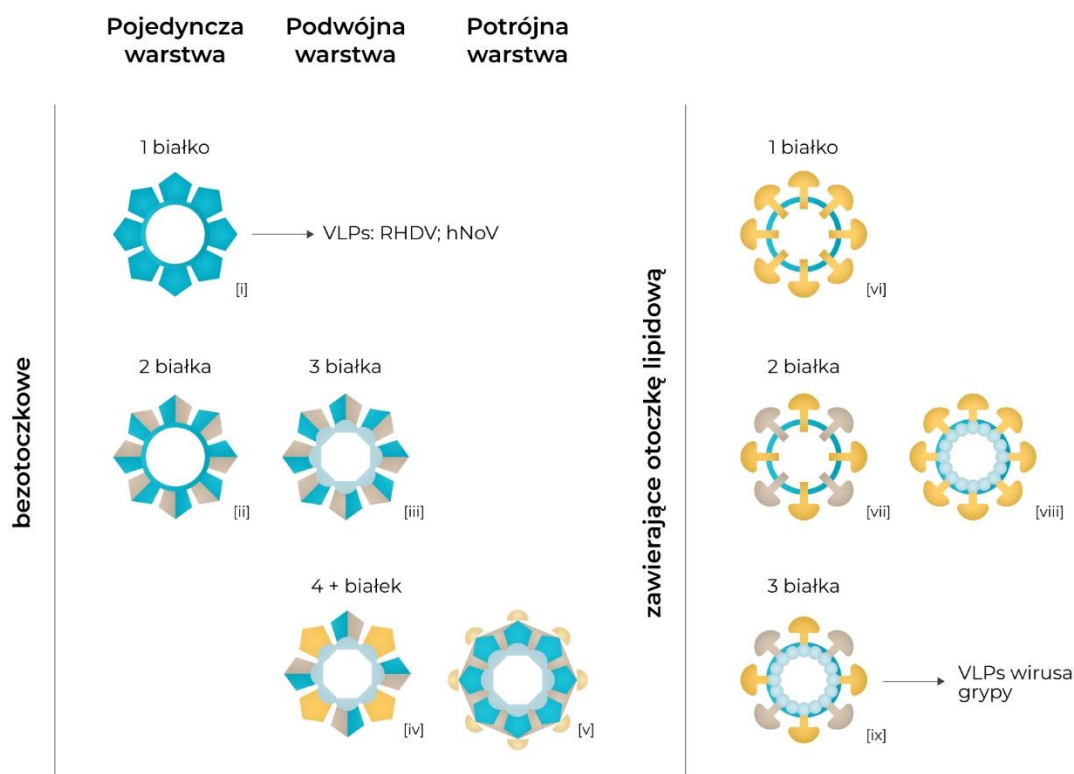 Pojedyncza
warstwa
Podwójna
warstwa
Potrójna
warstwa
bezotoczkowe
1 białko
[i]
VLPs: RHDV; hNoV
2 białka
[ii]
3 białka
[iii]
4 + białek
[iv]
[v]
zawierające otoczkę lipidową
1 białko
[vi]
2 białka
[vii]
[viii]
3 białka
[ix]
VLPs wirusa
grypy